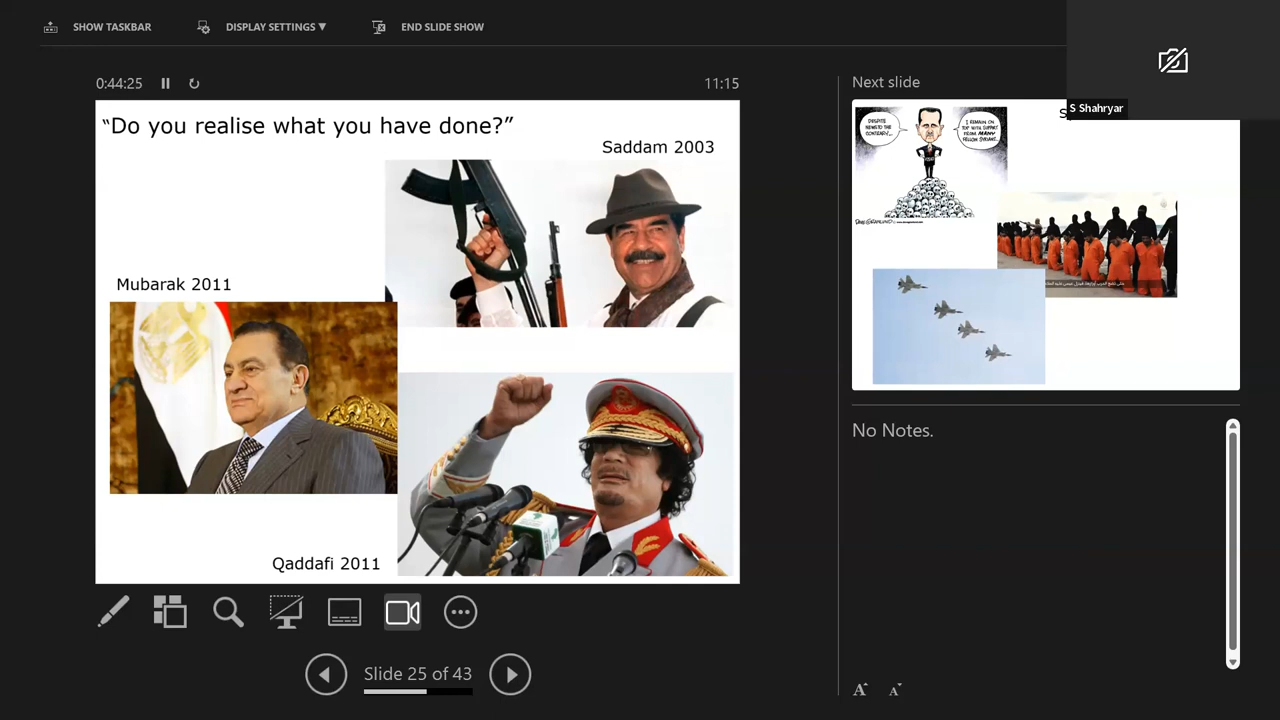 SHOW TASKBAR
DISPLAY SETTINGS ▼
END SLIDE SHOW
0:44:25
11:15
“Do you realise what you have done?”
Saddam 2003
Mubarak 2011
Qaddafi 2011
Slide 25 of 43
Next slide
S Shahryar
S
DESPITE
NEWS TO THE
CONTRARY...
I REMAIN ON
TOP WITH SUPPORT
FROM MANY
FELLOW SYRIANS.
No Notes.
A
A